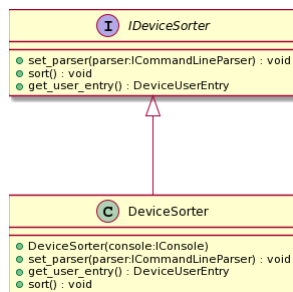 I IDeviceSorter
set_parser(parser:ICommandLineParser) : void
sort() : void
get_user_entry() : DeviceUserEntry
C DeviceSorter
DeviceSorter(console:IConsole)
set_parser(parser:ICommandLineParser) : void
get_user_entry() : DeviceUserEntry
sort() : void